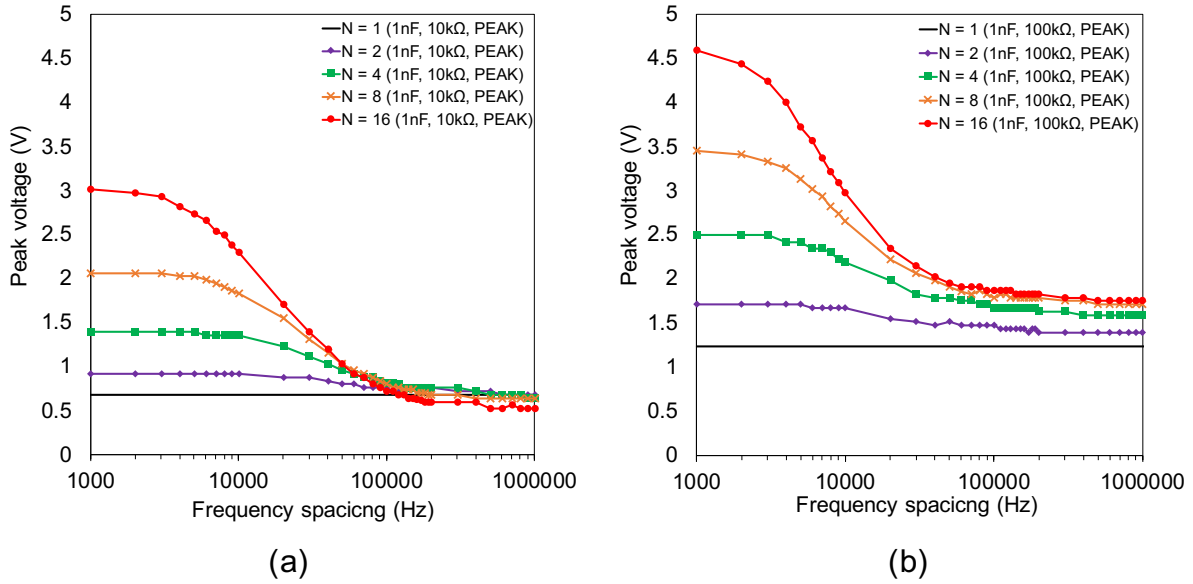 N = 1 (1nF, 10kΩ, PEAK)
N = 2 (1nF, 10kΩ, PEAK)
N = 4 (1nF, 10kΩ, PEAK)
N = 8 (1nF, 10kΩ, PEAK)
N = 16 (1nF, 10kΩ, PEAK)
Peak voltage (V)
5
4.5
4
3.5
3
2.5
2
1.5
1
0.5
0
1000 10000 100000 1000000
Frequency spacicng (Hz)
(a)
N = 1 (1nF, 100kΩ, PEAK)
N = 2 (1nF, 100kΩ, PEAK)
N = 4 (1nF, 100kΩ, PEAK)
N = 8 (1nF, 100kΩ, PEAK)
N = 16 (1nF, 100kΩ, PEAK)
Peak voltage (V)
5
4.5
4
3.5
3
2.5
2
1.5
1
0.5
0
1000 10000 100000 1000000
Frequency spacicng (Hz)
(b)